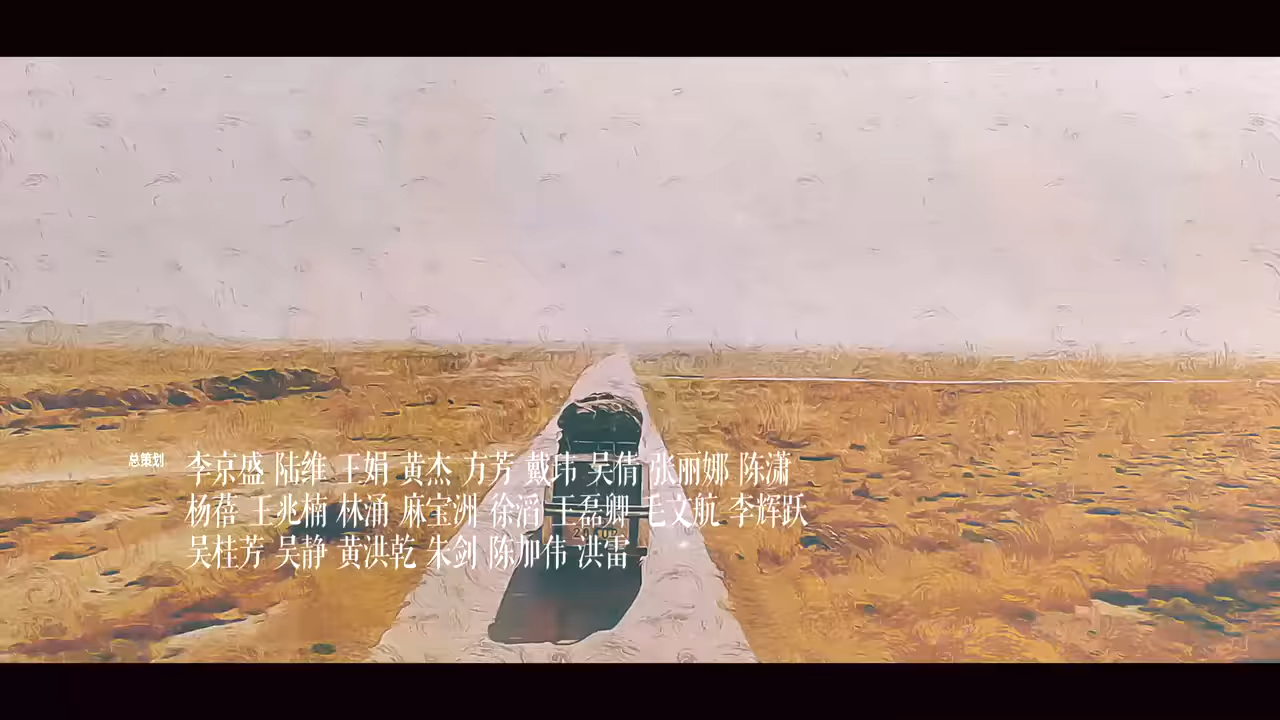 总策划 李京盛 陆维 王娟 黄杰 方芳 戴玮 吴倩 张丽娜 陈潇
杨蓓 王兆楠 林涌 麻宝洲 徐滔 王磊卿 毛文航 李辉跃
吴桂芳 吴静 黄洪乾 朱剑 陈加伟 洪雷